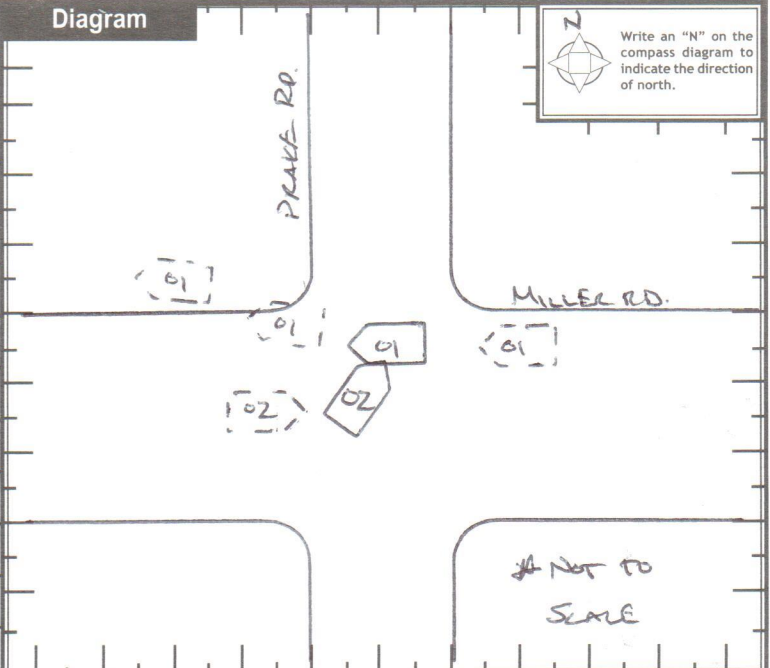 Diagram
N
Write an “N” on the
compass diagram to
indicate the direction
of north.
DRAKE RD.
01
MILLER RD.
01
01
01
02
02
* NOT TO
SCALE